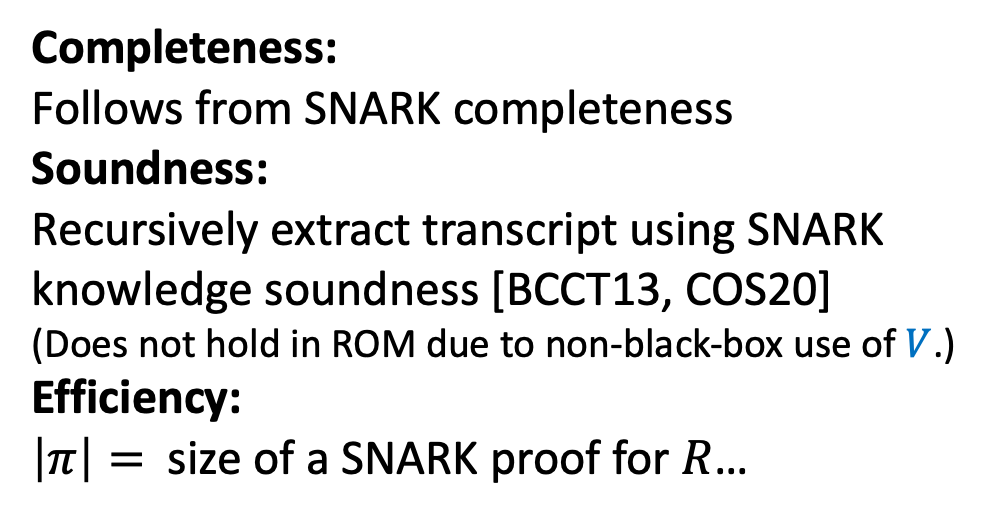 Completeness:
Follows from SNARK completeness
Soundness:
Recursively extract transcript using SNARK
knowledge soundness [BCCT13, COS20]
(Does not hold in ROM due to non-black-box use of V.)
Efficiency:
|π| = size of a SNARK proof for R...